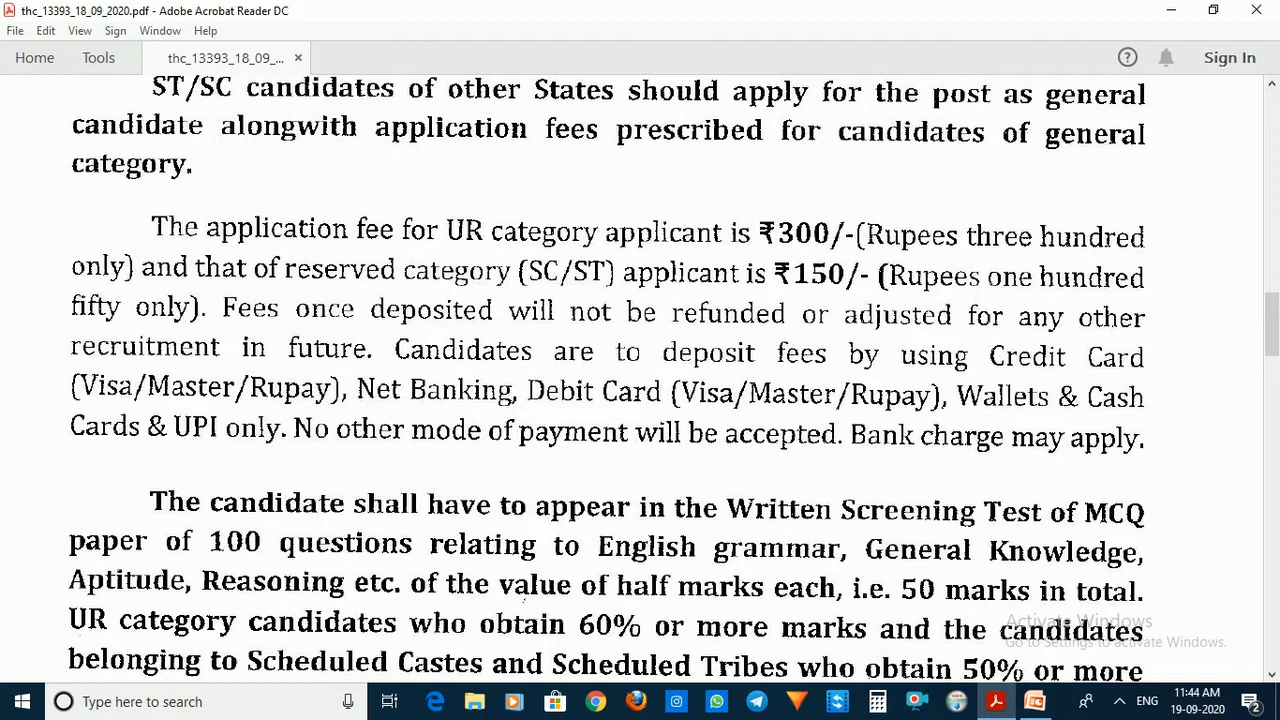 thc_13393_18_09_2020.pdf - Adobe Acrobat Reader DC
File Edit View Sign Window Help
Home Tools thc_13393_18_09_... × Sign In
ST/SC candidates of other States should apply for the post as general
candidate alongwith application fees prescribed for candidates of general
category.
The application fee for UR category applicant is ₹300/-(Rupees three hundred
only) and that of reserved category (SC/ST) applicant is ₹150/- (Rupees one hundred
fifty only). Fees once deposited will not be refunded or adjusted for any other
recruitment in future. Candidates are to deposit fees by using Credit Card
(Visa/Master/Rupay), Net Banking, Debit Card (Visa/Master/Rupay), Wallets & Cash
Cards & UPI only. No other mode of payment will be accepted. Bank charge may apply.
The candidate shall have to appear in the Written Screening Test of MCQ
paper of 100 questions relating to English grammar, General Knowledge,
Aptitude, Reasoning etc. of the value of half marks each, i.e. 50 marks in total.
UR category candidates who obtain 60% or more marks and the candidates
belonging to Scheduled Castes and Scheduled Tribes who obtain 50% or more
Activate Windows
Go to Settings to activate Windows.
Type here to search
ENG
11:44 AM
19-09-2020
2